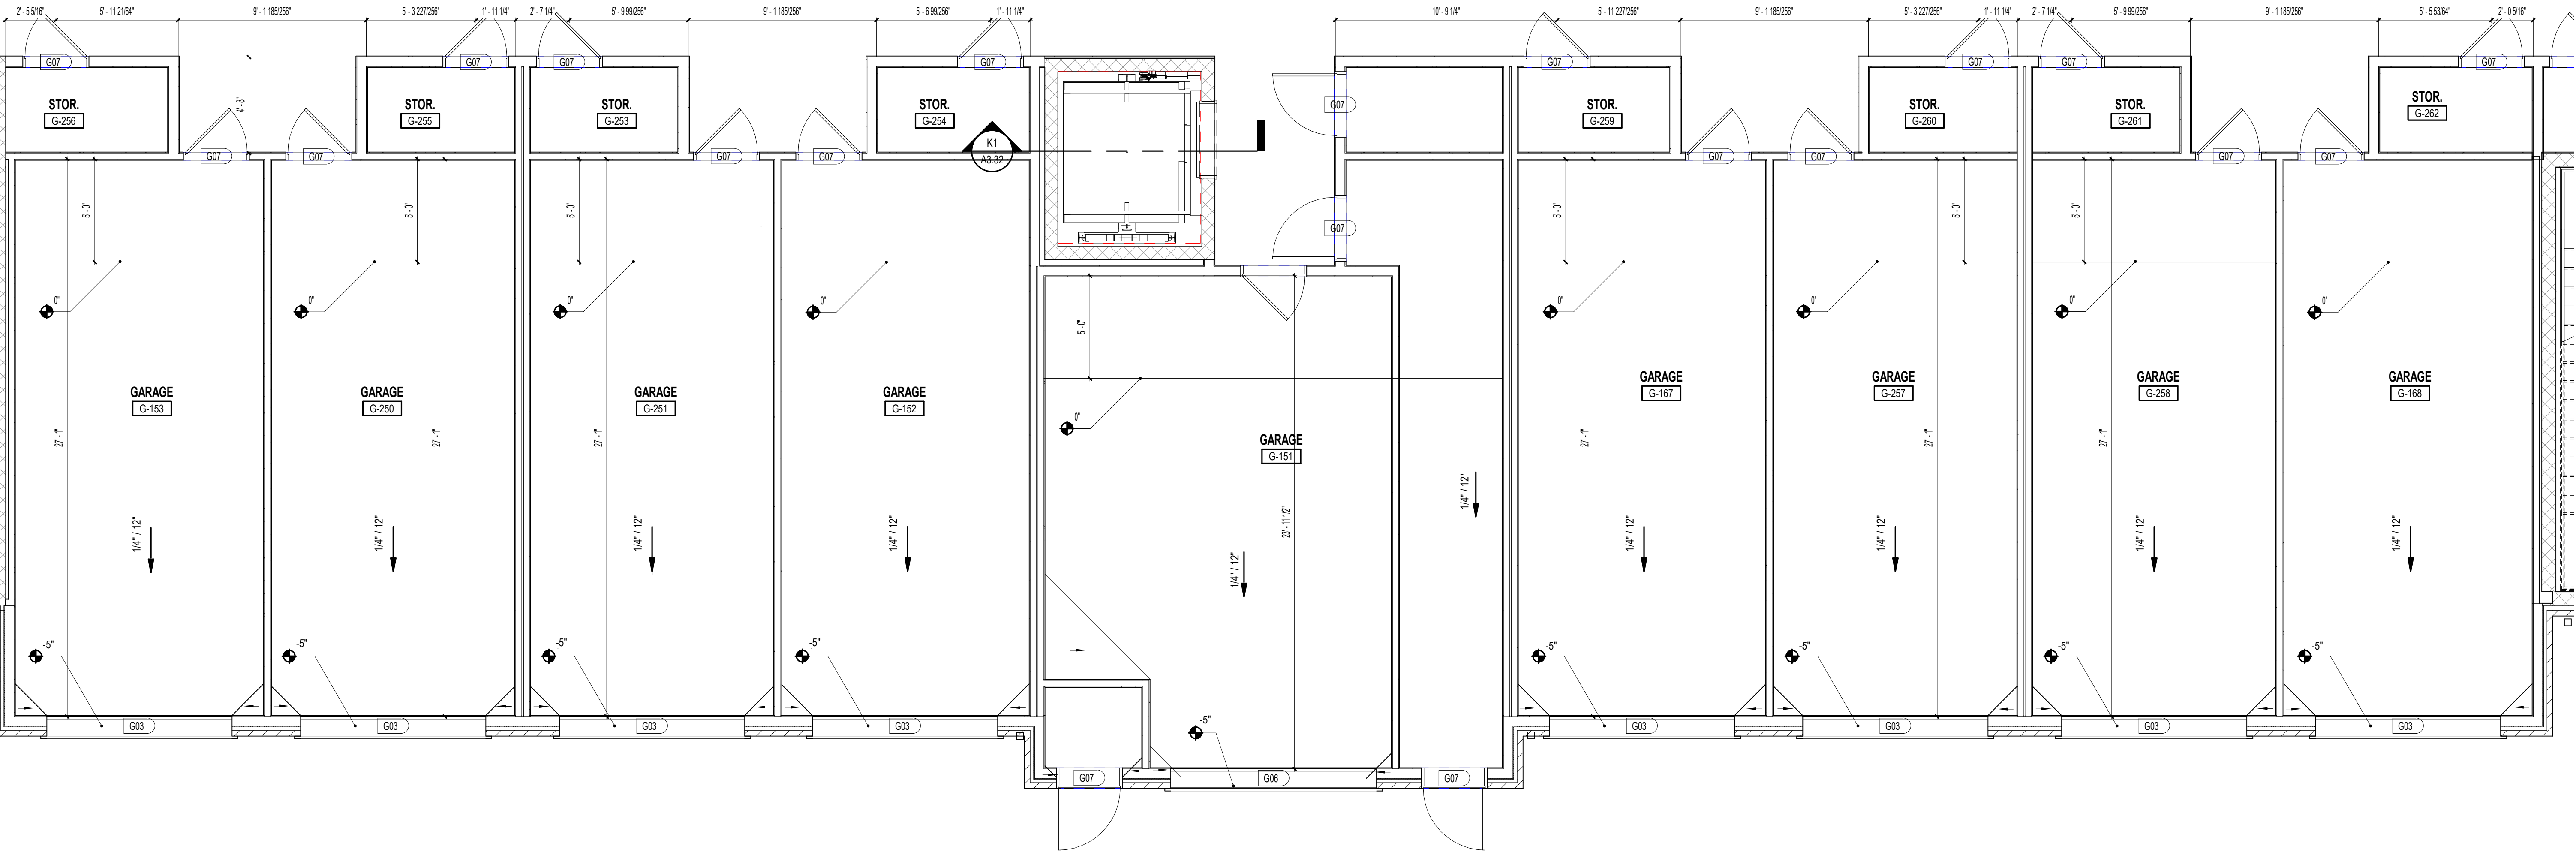 2' - 5 5/16" 5' - 11 21/64" 9' - 1 185/256" 5' - 3 227/256" 1' - 11 1/4" 2' - 7 1/4" 5' - 9 99/256" 9' - 1 185/256" 5' - 6 99/256" 1' - 11 1/4" 10' - 9 1/4" 5' - 11 227/256" 9' - 1 185/256" 5' - 3 227/256" 1' - 11 1/4" 2' - 7 1/4" 5' - 9 99/256" 9' - 1 185/256" 5' - 5 53/64" 2' - 0 5/16"
G07 G07 G07 G07 G07 G07 G07 G07
4' - 8"
G07
STOR. STOR. STOR. STOR. STOR. STOR. STOR. STOR.
G-256 G-255 G-253 G-254 G-259 G-260 G-261 G-262
K1
A3.32
G07 G07 G07 G07 G07 G07 G07 G07
5' - 0" 5' - 0" 5' - 0" 5' - 0" 5' - 0" 5' - 0"
G07
0" 0" 0" 0" 0" 0" 0" 0"
5' - 0"
GARAGE GARAGE GARAGE GARAGE GARAGE GARAGE GARAGE GARAGE
G-153 G-250 G-251 G-152 G-167 G-257 G-258 G-168
0"
27' - 1" 27' - 1" 27' - 1" 27' - 1" 27' - 1" 27' - 1"
GARAGE
G-151
1/4" / 12"
23' - 11 1/2"
1/4" / 12" 1/4" / 12" 1/4" / 12" 1/4" / 12" 1/4" / 12" 1/4" / 12" 1/4" / 12" 1/4" / 12"
1/4" / 12"
-5" -5" -5" -5" -5" -5" -5" -5"
-5"
G03 G03 G03 G03 G03 G03 G03 G03
G07 G06 G07